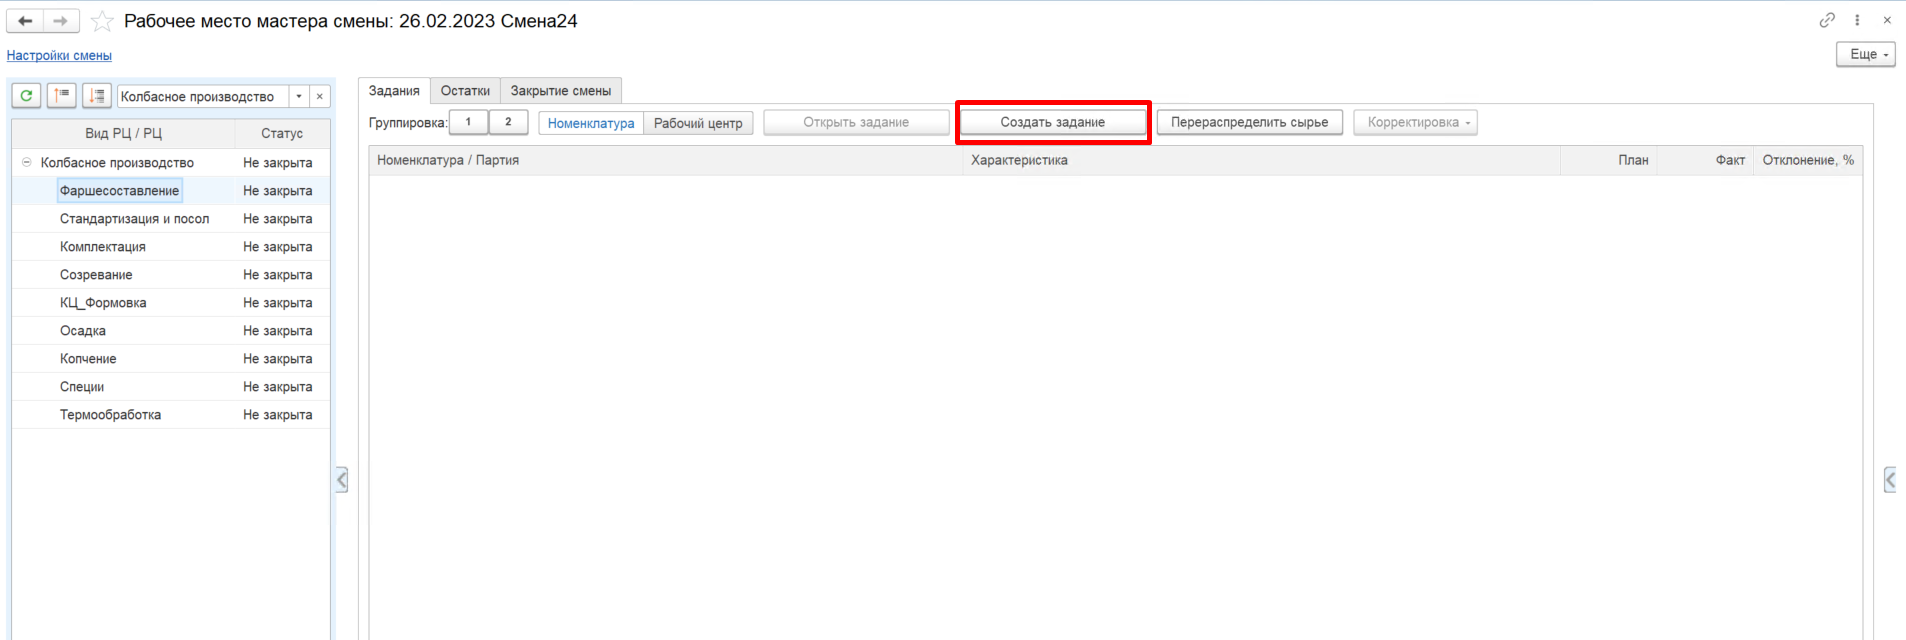 Рабочее место мастера смены: 26.02.2023 Смена24
Настройки смены
Еще
Колбасное производство
Вид РЦ / РЦ Статус
Колбасное производство Не закрыта
Фаршесоставление Не закрыта
Стандартизация и посол Не закрыта
Комплектация Не закрыта
Созревание Не закрыта
КЦ_Формовка Не закрыта
Осадка Не закрыта
Копчение Не закрыта
Специи Не закрыта
Термообработка Не закрыта
Задания Остатки Закрытие смены
Группировка: 1 2 Номенклатура Рабочий центр Открыть задание Создать задание Перераспределить сырье Корректировка
Номенклатура / Партия Характеристика План Факт Отклонение, %